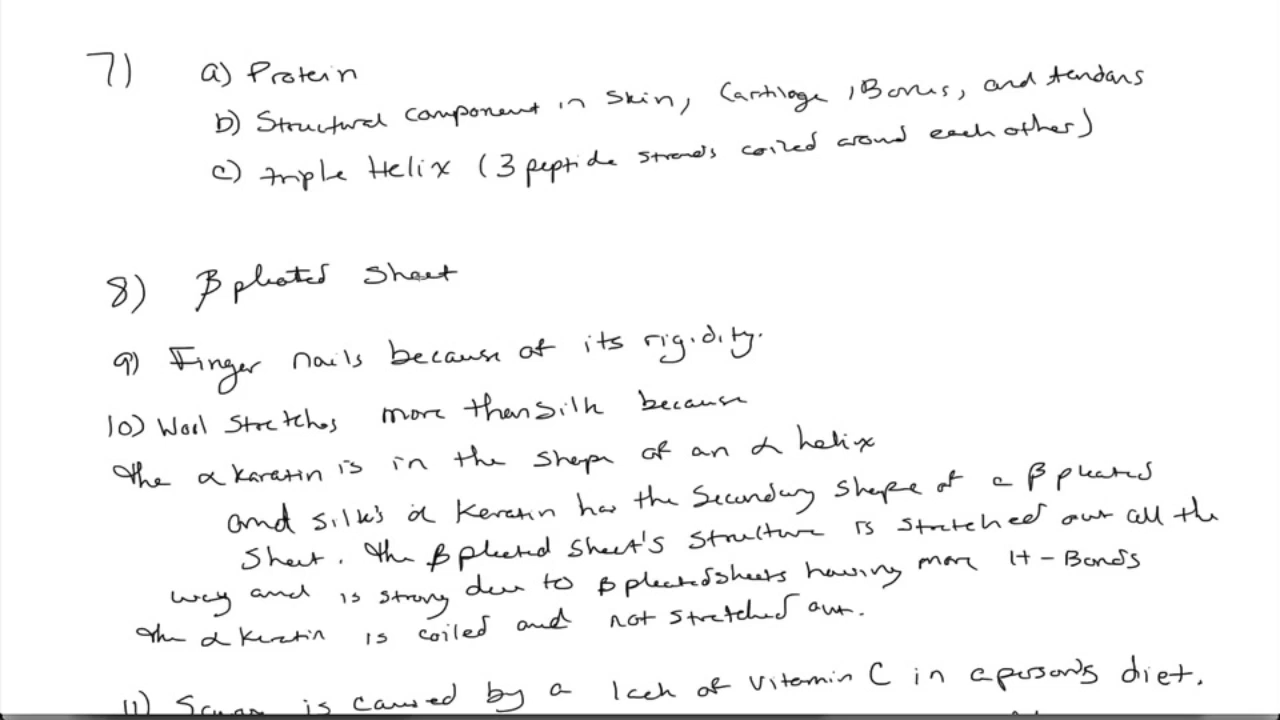 7) a) Protein
b) Structural component in Skin, Cartilage, Bones, and tendons
c) triple Helix (3 peptide strands coiled around each other)
8) β pleated Sheet
9) Finger nails because of its rigidity.
10) Wool Stretches more than Silk because
the α Karatin is in the shape of an α helix
and silk's α Keratin has the Secondary Shape of a β pleated
Sheet. The β pleated Sheet's structure is stretched out all the
way and is strong due to β pleated sheets having more H-Bonds
the α Keratin is coiled and not stretched out.
11) is caused by a lack of Vitamin C in a person's diet.